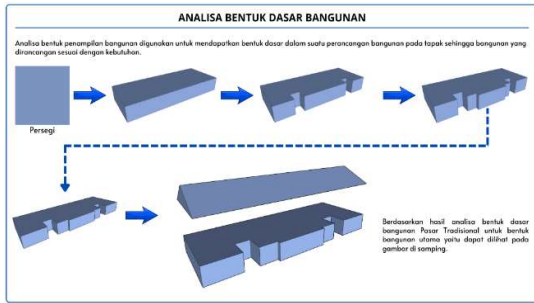 ANALISA BENTUK DASAR BANGUNAN
Analisa bentuk penampilan bangunan digunakan untuk mendapatkan bentuk dasar dalam suatu perancangan bangunan pada tapak sehingga bangunan yang
dirancangan sesuai dengan kebutuhan.
Persegi
Berdasarkan hasil analisa bentuk dasar
bangunan Pasar Tradisional untuk bentuk
bangunan utama yaitu dapat dilihat pada
gambar di samping.